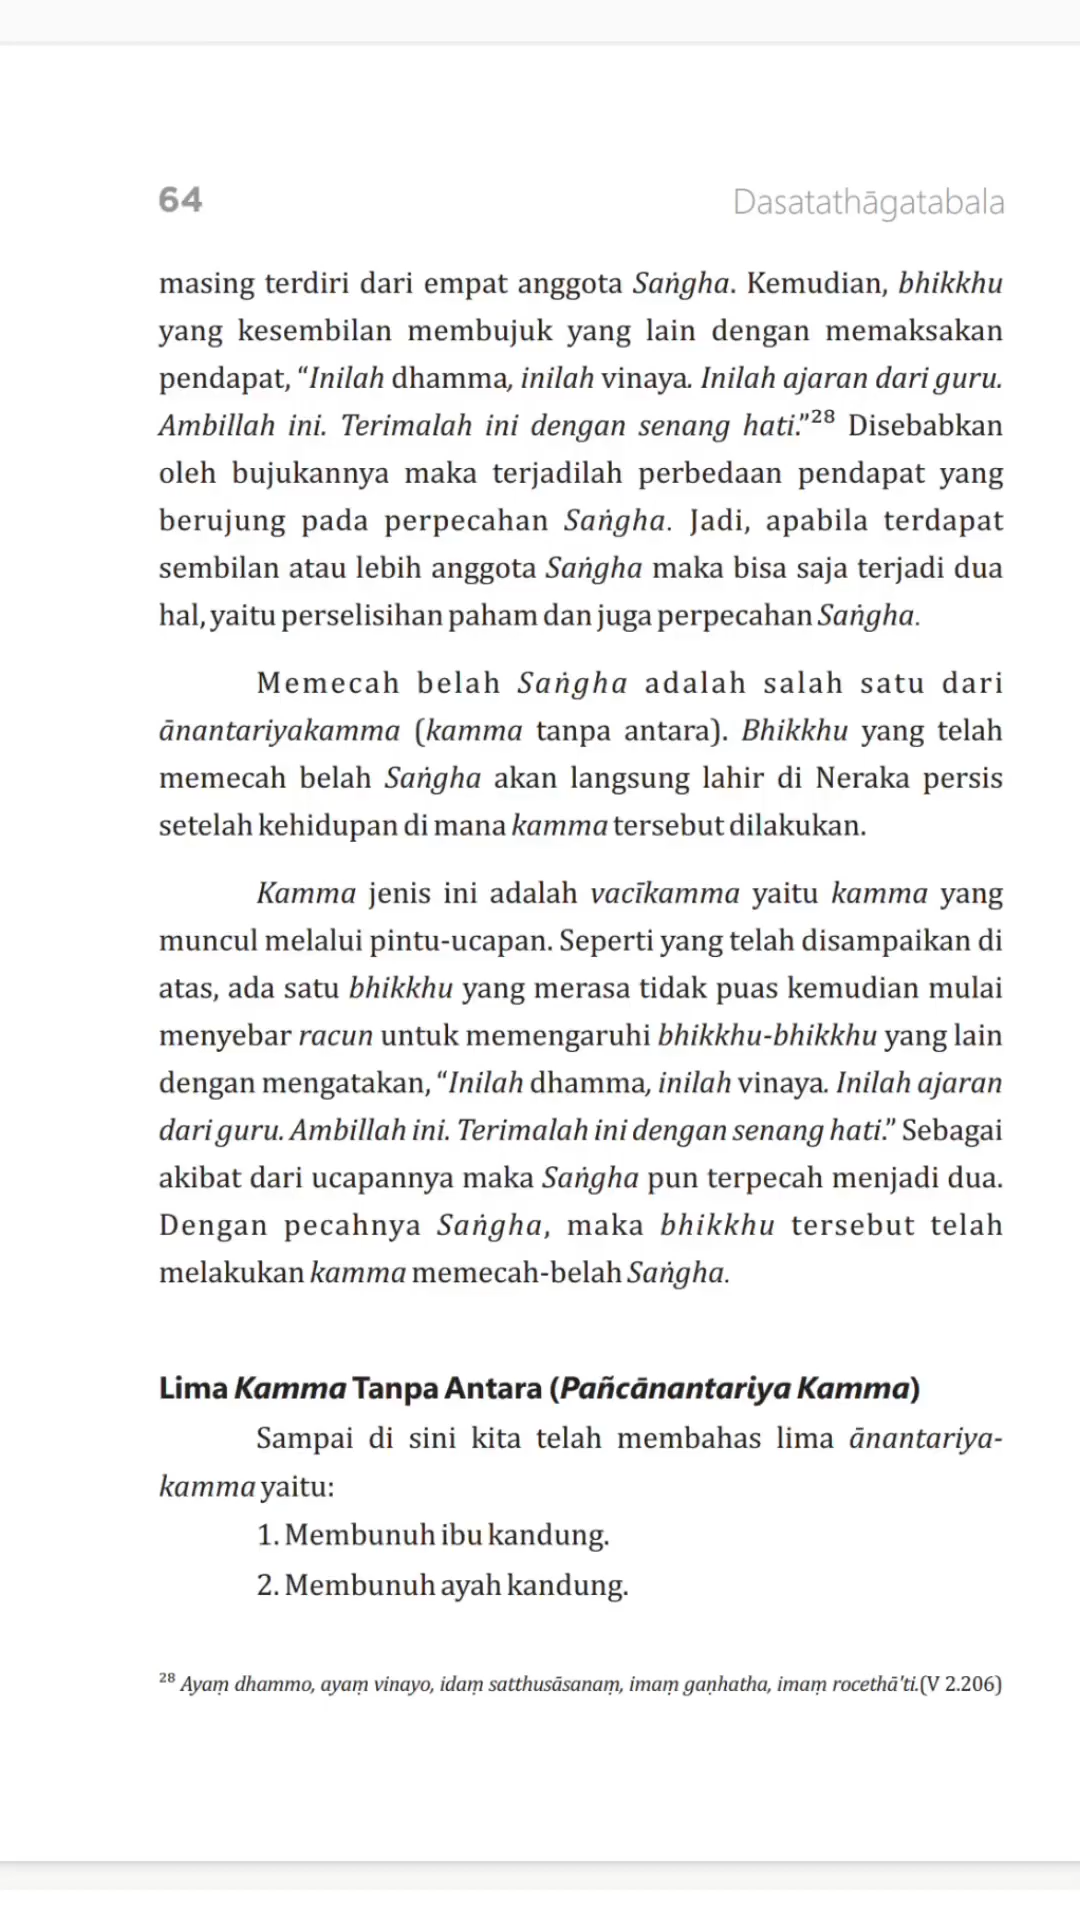 64 Dasatathāgatabala
masing terdiri dari empat anggota Saṅgha. Kemudian, bhikkhu
yang kesembilan membujuk yang lain dengan memaksakan
pendapat, “Inilah dhamma, inilah vinaya. Inilah ajaran dari guru.
Ambillah ini. Terimalah ini dengan senang hati.”²⁸ Disebabkan
oleh bujukannya maka terjadilah perbedaan pendapat yang
berujung pada perpecahan Saṅgha. Jadi, apabila terdapat
sembilan atau lebih anggota Saṅgha maka bisa saja terjadi dua
hal, yaitu perselisihan paham dan juga perpecahan Saṅgha.
Memecah belah Saṅgha adalah salah satu dari
ānantariyakamma (kamma tanpa antara). Bhikkhu yang telah
memecah belah Saṅgha akan langsung lahir di Neraka persis
setelah kehidupan di mana kamma tersebut dilakukan.
Kamma jenis ini adalah vacīkamma yaitu kamma yang
muncul melalui pintu-ucapan. Seperti yang telah disampaikan di
atas, ada satu bhikkhu yang merasa tidak puas kemudian mulai
menyebar racun untuk memengaruhi bhikkhu-bhikkhu yang lain
dengan mengatakan, “Inilah dhamma, inilah vinaya. Inilah ajaran
dari guru. Ambillah ini. Terimalah ini dengan senang hati.” Sebagai
akibat dari ucapannya maka Saṅgha pun terpecah menjadi dua.
Dengan pecahnya Saṅgha, maka bhikkhu tersebut telah
melakukan kamma memecah-belah Saṅgha.
Lima Kamma Tanpa Antara (Pañcānantariya Kamma)
Sampai di sini kita telah membahas lima ānantariya-
kamma yaitu:
1. Membunuh ibu kandung.
2. Membunuh ayah kandung.
²⁸ Ayaṃ dhammo, ayaṃ vinayo, idaṃ satthusāsanaṃ, imaṃ gaṇhatha, imaṃ rocethā'ti.(V 2.206)